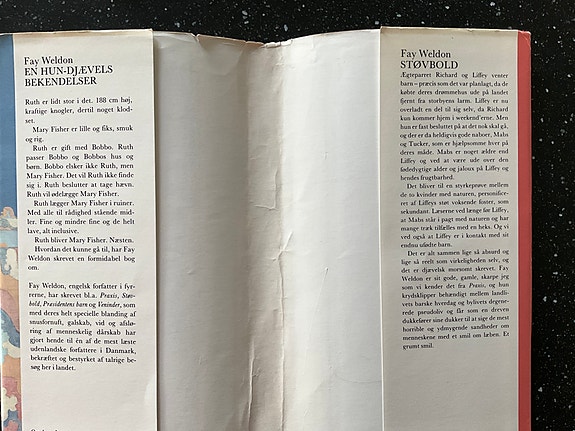 Fay Weldon
EN HUN-DJÆVELS
BEKENDELSER
Ruth er lidt stor i det. 188 cm høj,
kraftige knogler, dertil noget klod-
set.
Mary Fisher er lille og fiks, smuk
og rig.
Ruth er gift med Bobbo. Ruth
passer Bobbo og Bobbos hus og
børn. Bobbo elsker ikke Ruth, men
Mary Fisher. Det vil Ruth ikke finde
sig i. Ruth beslutter at tage hævn.
Ruth vil ødelægge Mary Fisher.
Ruth lægger Mary Fisher i ruiner.
Med alle til rådighed stående mid-
ler. Fine og mindre fine og de helt
lave, alt inclusive.
Ruth bliver Mary Fisher. Næsten.
Hvordan det kunne gå til, har Fay
Weldon skrevet en formidabel bog
om.
Fay Weldon, engelsk forfatter i fyr-
rerne, har skrevet bl.a. Praxis, Støv-
bold, Præsidentens barn og Veninder, som
med deres helt specielle blanding af
snusfornuft, galskab, vid og afslø-
ring af menneskelig dårskab har
gjort hende til én af de mest læste
udenlandske forfattere i Danmark,
bekræftet og bestyrket af talrige be-
søg her i landet.
Fay Weldon
STØVBOLD
Ægteparret Richard og Liffey venter
barn – præcis som det var planlagt, da de
købte deres drømmehus ude på landet
fjernt fra storbyens larm. Liffey er nu
overladt en del til sig selv, da Richard
kun kommer hjem i weekend'erne. Men
hun er fast besluttet på at det nok skal gå,
og der er da heldigvis gode naboer, Mabs
og Tucker, som er hjælpsomme hver på
deres måde. Mabs er noget ældre end
Liffey og ved at være ude over den
fødedygtige alder og jaloux på Liffey og
hendes frugtbarhed.
Det bliver til en styrkeprøve mellem
de to kvinder med naturen, personifice-
ret af Liffeys støt voksende foster, som
sekundant. Læserne ved længe før Liffey,
at Mabs står i pagt med naturen og har
mange træk tilfælles med en heks. Og vi
ved også at Liffey er i kontakt med sit
endnu ufødte barn.
Det er alt sammen lige så absurd og
lige så reelt som virkeligheden selv, og
det er djævelsk morsomt skrevet. Fay
Weldon er sit gode, gamle, skarpe jeg
som vi kender det fra Praxis, og hun
krydsklipper behændigt mellem landli-
vets barske hverdag og bylivets degene-
rede pseudoliv og får som en dreven
dukkefører sine dukker til at sige de mest
horrible og ydmygende sandheder om
menneskene med et smil om læben. Et
grumt smil.